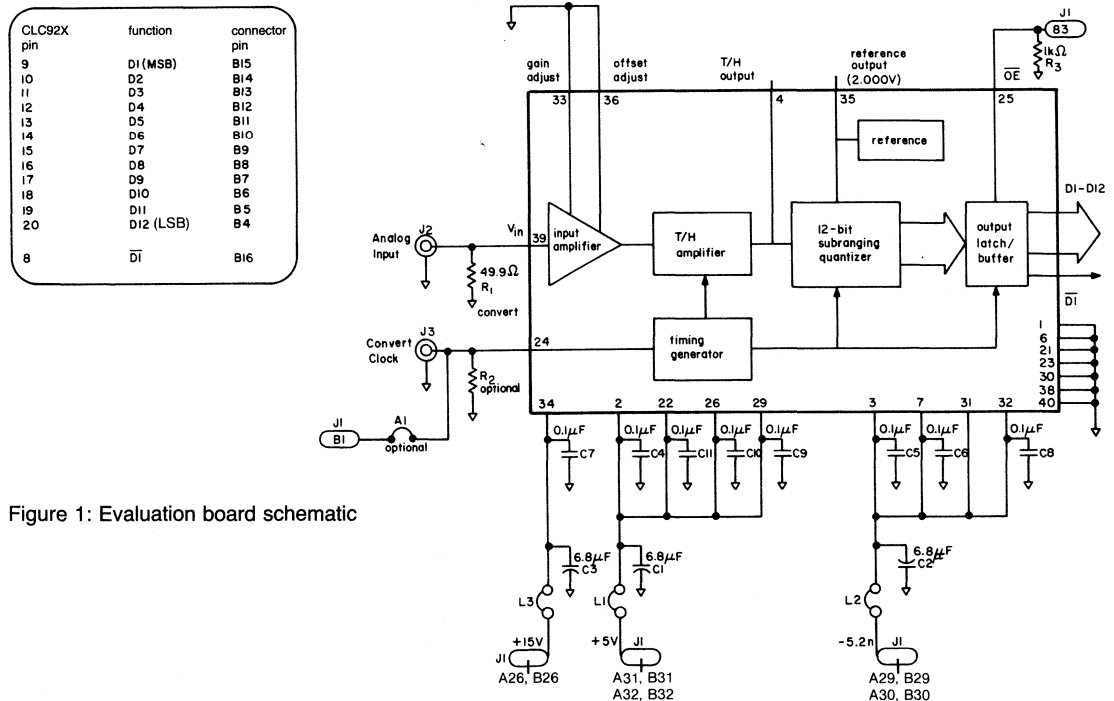 CLC92X function connector
pin pin
9 D1(MSB) B15
10 D2 B14
11 D3 B13
12 D4 B12
13 D5 B11
14 D6 B10
15 D7 B9
16 D8 B8
17 D9 B7
18 D10 B6
19 D11 B5
20 D12 (LSB) B4
8 D̅1̅ B16
J1
83
1kΩ
R3
O̅E̅
gain
adjust
offset
adjust
T/H
output
reference
output
(2.000V)
33
36
4
35
25
reference
D1-D12
Analog
Input
J2
Vin
39
input
amplifier
T/H
amplifier
12-bit
subranging
quantizer
output
latch/
buffer
D̅1̅
49.9Ω
R1
convert
Convert
Clock
J3
24
timing
generator
R2
optional
1
6
21
23
30
38
40
J1
B1
A1
optional
34 2 22 26 29 3 7 31 32
0.1μF 0.1μF 0.1μF 0.1μF 0.1μF 0.1μF 0.1μF 0.1μF
C7 C4 C11 C10 C9 C5 C6 C8
Figure 1: Evaluation board schematic
6.8μF
C3
6.8μF
C1
6.8μF
C2
L3
L1
L2
+15V
J1
A26, B26
+5V
J1
A31, B31
A32, B32
-5.2n
J1
A29, B29
A30, B30